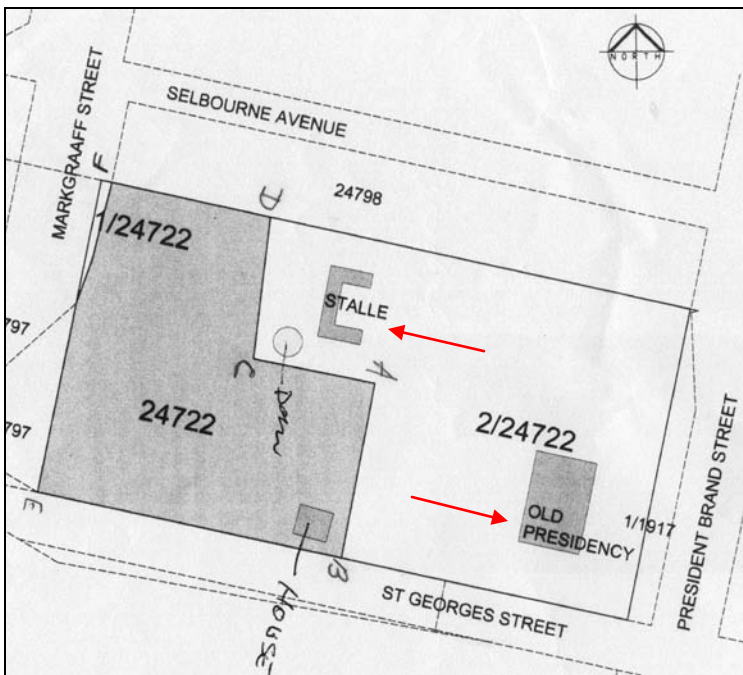 NORTH
SELBOURNE AVENUE
MARKGRAAFF STREET
F
D
24798
1/24722
STALLE
797
C
A
Dam
24722
2/24722
797
PRESIDENT BRAND STREET
OLD
PRESIDENCY
1/1917
E
B
HOUSE
ST GEORGES STREET